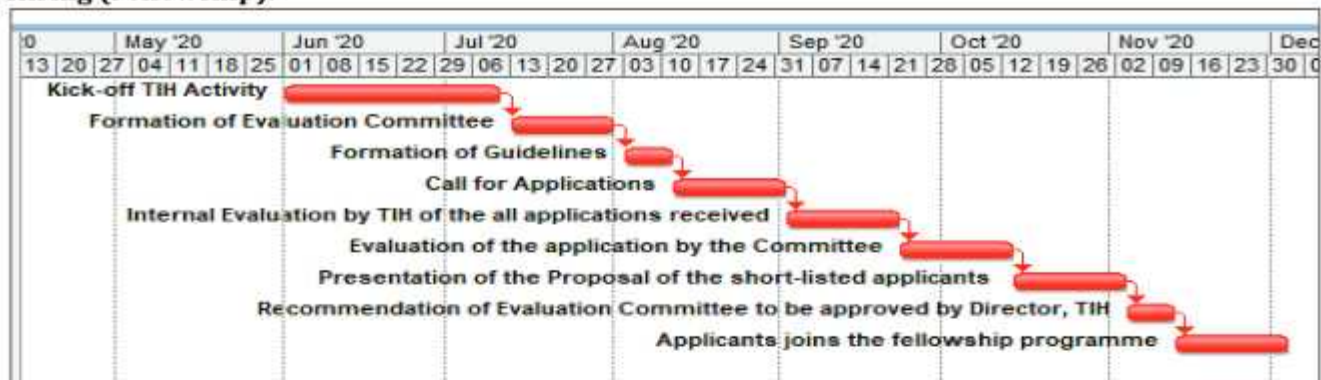 :0 May '20 Jun '20 Jul '20 Aug '20 Sep '20 Oct '20 Nov '20 Dec
13 20 27 04 11 18 25 01 08 15 22 29 06 13 20 27 03 10 17 24 31 07 14 21 28 05 12 19 26 02 09 16 23 30 0
Kick-off TIH Activity
Formation of Evaluation Committee
Formation of Guidelines
Call for Applications
Internal Evaluation by TIH of the all applications received
Evaluation of the application by the Committee
Presentation of the Proposal of the short-listed applicants
Recommendation of Evaluation Committee to be approved by Director, TIH
Applicants joins the fellowship programme